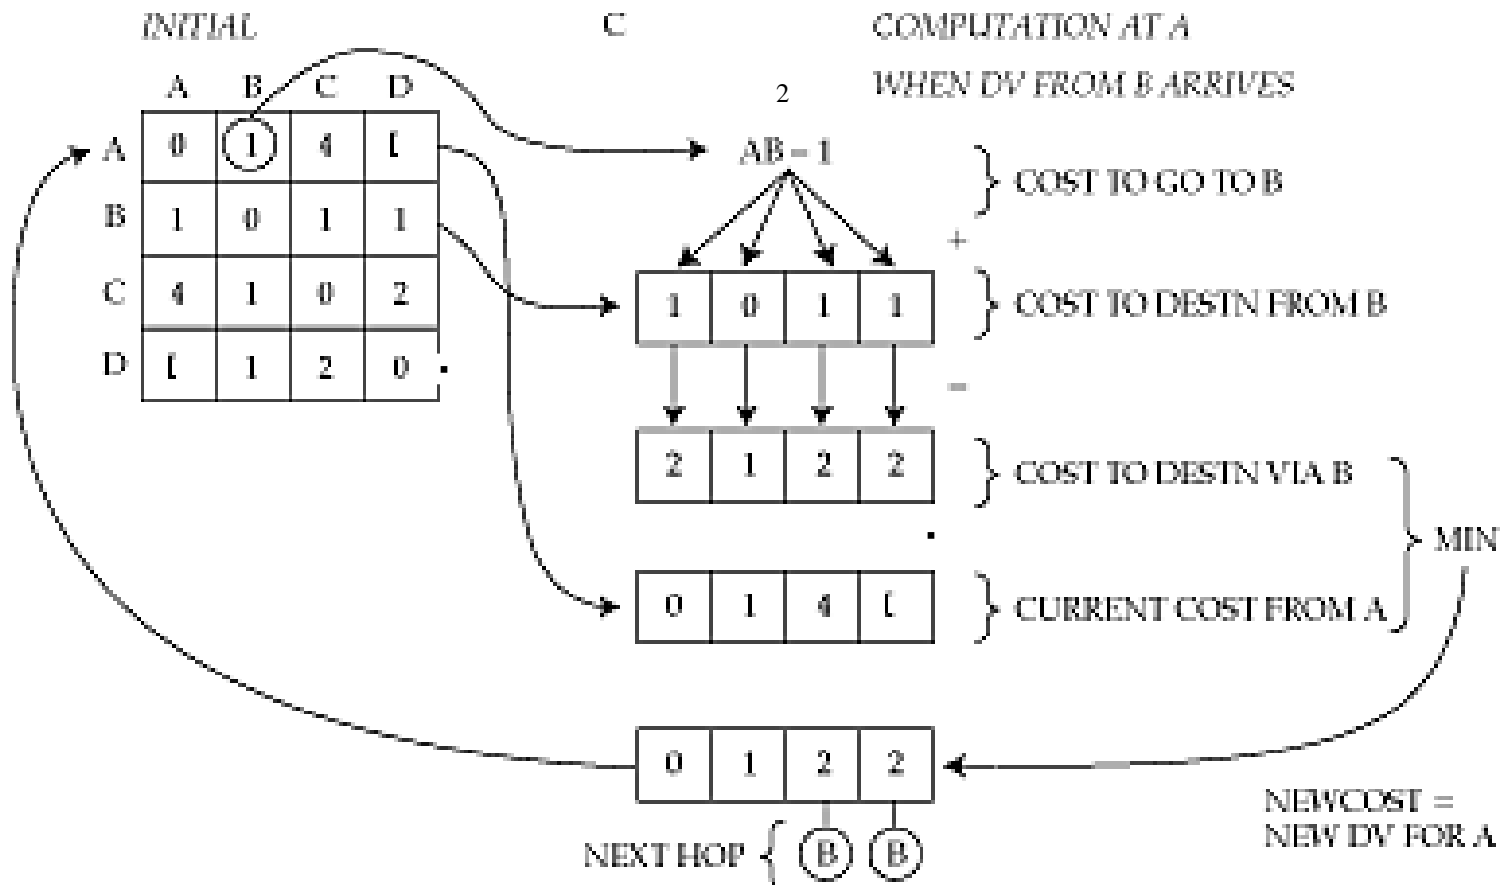 INITIAL
C
COMPUTATION AT A
WHEN DV FROM B ARRIVES
2
A B C D
A 0 1 4 [
B 1 0 1 1
C 4 1 0 2
D [ 1 2 0
AB = 1
COST TO GO TO B
+
1 0 1 1
COST TO DESTN FROM B
=
2 1 2 2
COST TO DESTN VIA B
MIN
0 1 4 [
CURRENT COST FROM A
0 1 2 2
NEWCOST =
NEW DV FOR A
NEXT HOP { B B